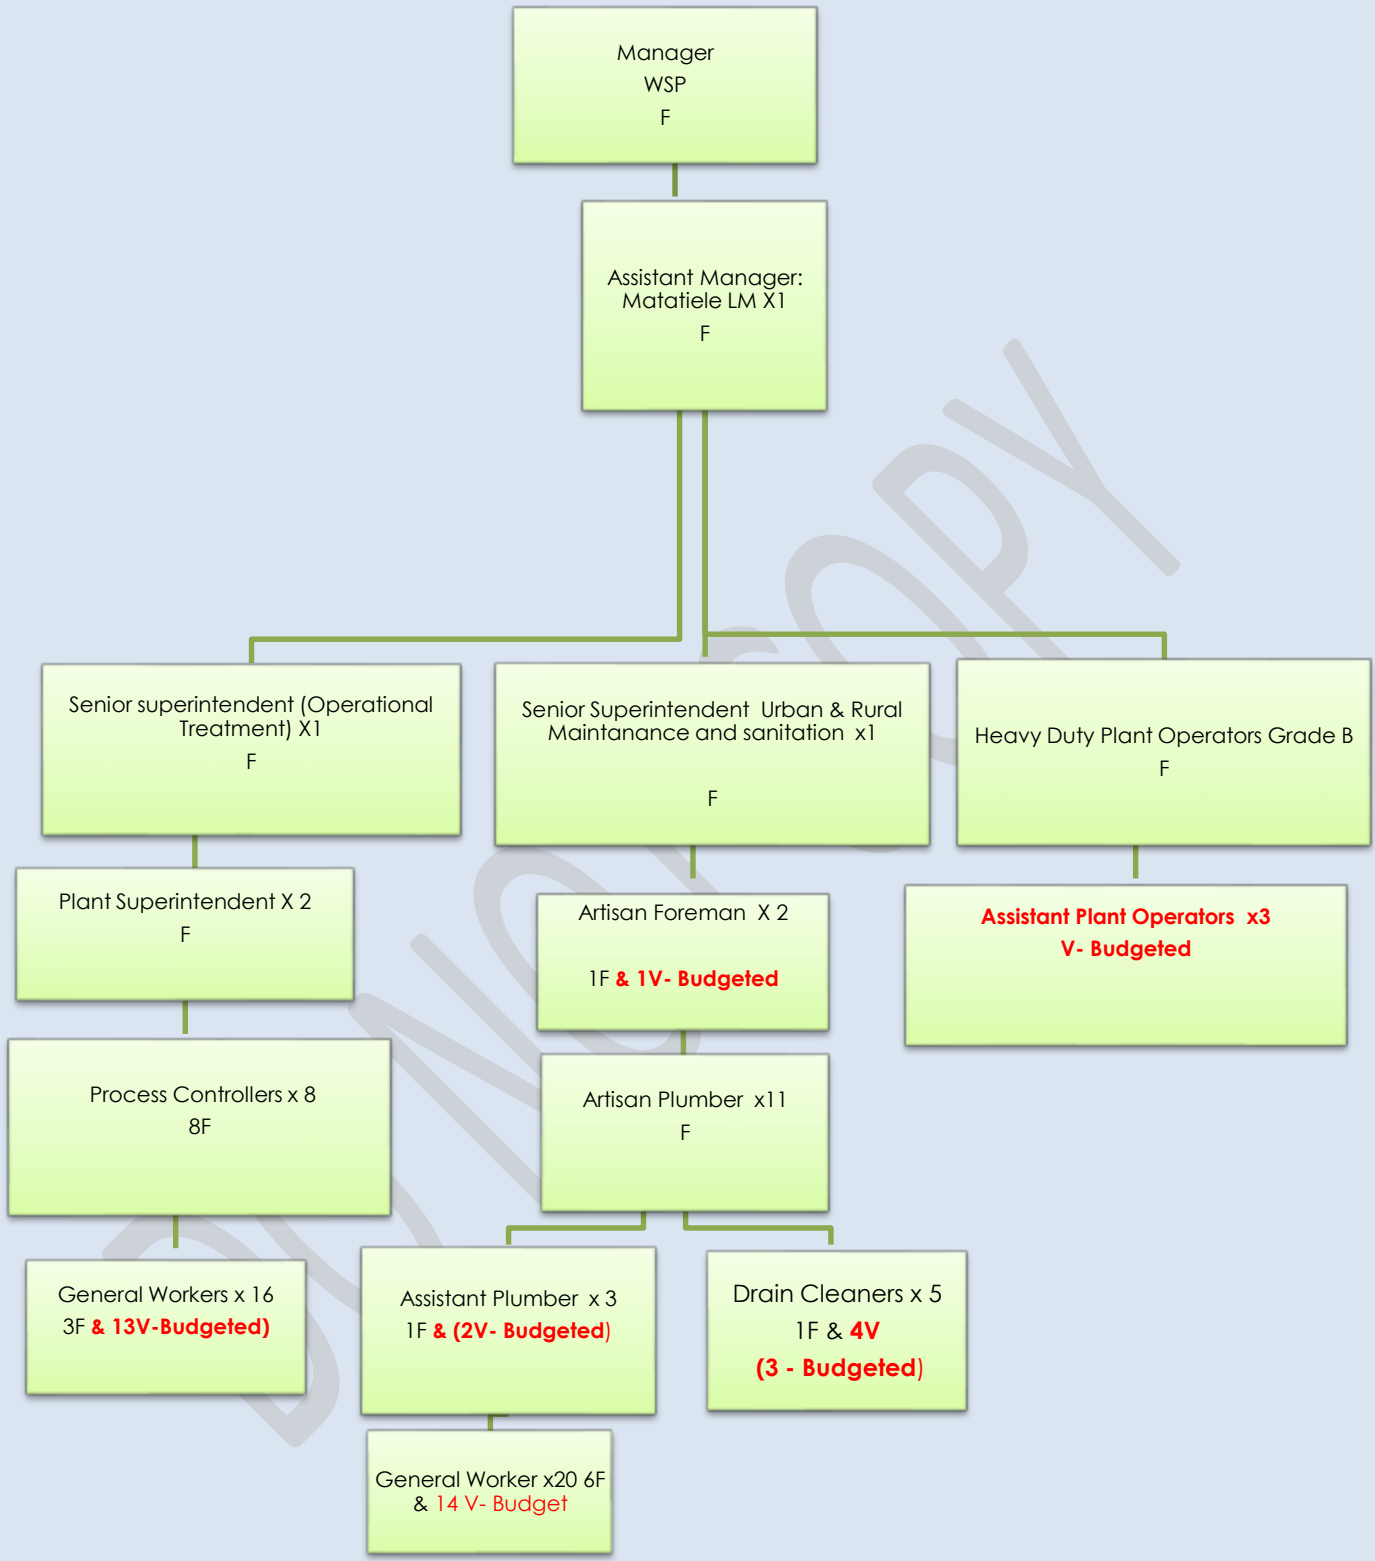 Manager
WSP
F
Assistant Manager:
Matatiele LM X1
F
Senior superintendent (Operational
Treatment) X1
F
Senior Superintendent  Urban & Rural
Maintanance and sanitation  x1
F
Heavy Duty Plant Operators Grade B
F
Plant Superintendent X 2
F
Artisan Foreman  X 2
1F & 1V- Budgeted
Assistant Plant Operators  x3
V- Budgeted
Process Controllers x 8
8F
Artisan Plumber  x11
F
General Workers x 16
3F & 13V-Budgeted)
Assistant Plumber  x 3
1F & (2V- Budgeted)
Drain Cleaners x 5
1F & 4V
(3 - Budgeted)
General Worker x20 6F
& 14 V- Budget
DO NOT COPY